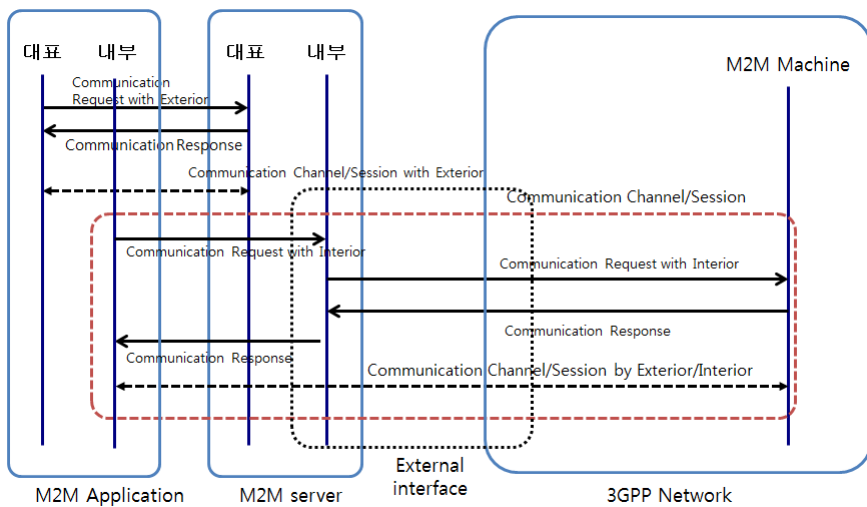 대표
내부
대표
내부
M2M Machine
Communication
Request with Exterior
Communication Response
Communication Channel/Session with Exterior
Communication Channel/Session
Communication Request with Interior
Communication Request with Interior
Communication Response
Communication Response
Communication Channel/Session by Exterior/Interior
External
interface
M2M Application
M2M server
3GPP Network